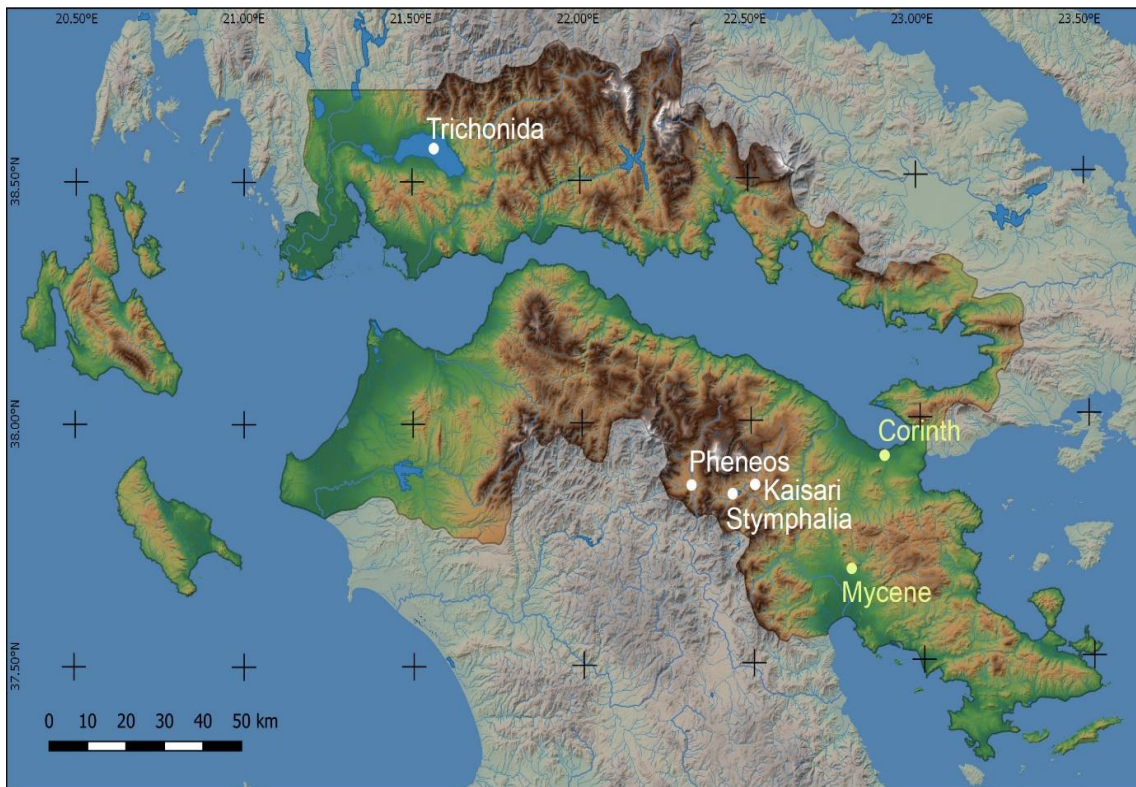 20.50°E 21.00°E 21.50°E 22.00°E 22.50°E 23.00°E 23.50°E
Trichonida
38.50°N
38.00°N
Corinth
Pheneos
Kaisari
Stymphalia
Mycene
37.50°N
0 10 20 30 40 50 km